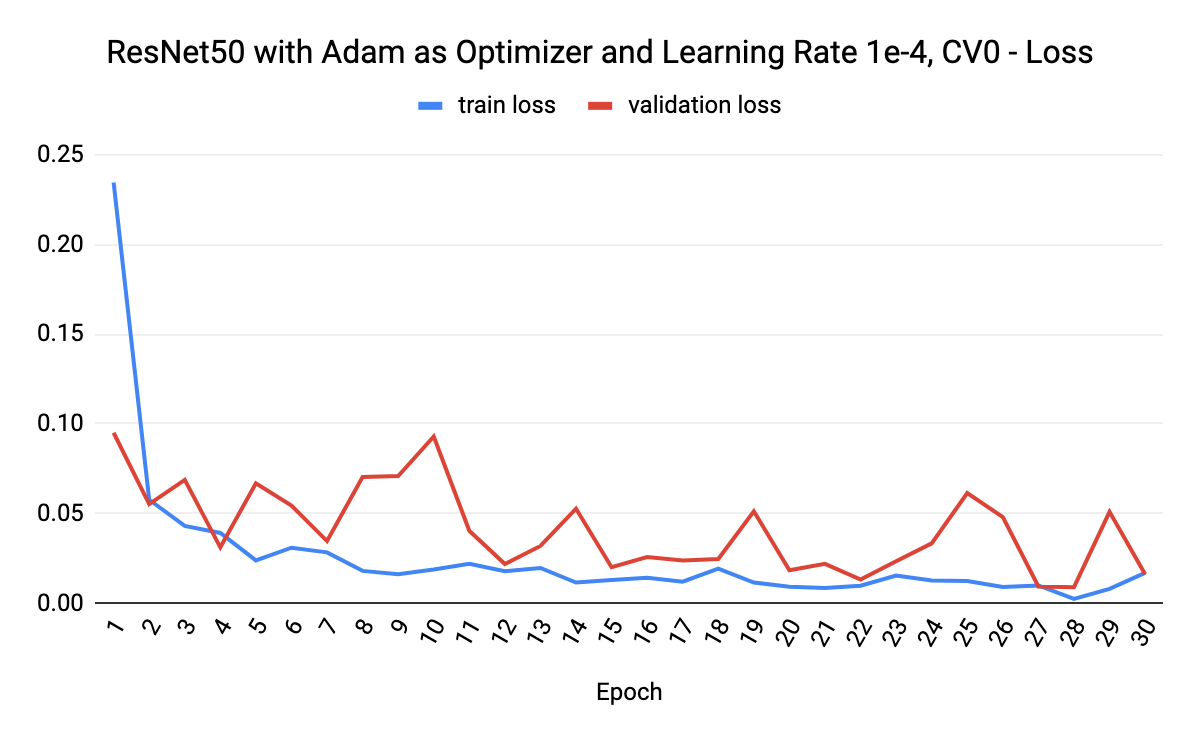 ResNet50 with Adam as Optimizer and Learning Rate 1e-4, CV0 - Loss
train loss validation loss
0.25
0.20
0.15
0.10
0.05
0.00
1 2 3 4 5 6 7 8 9 10 11 12 13 14 15 16 17 18 19 20 21 22 23 24 25 26 27 28 29 30
Epoch